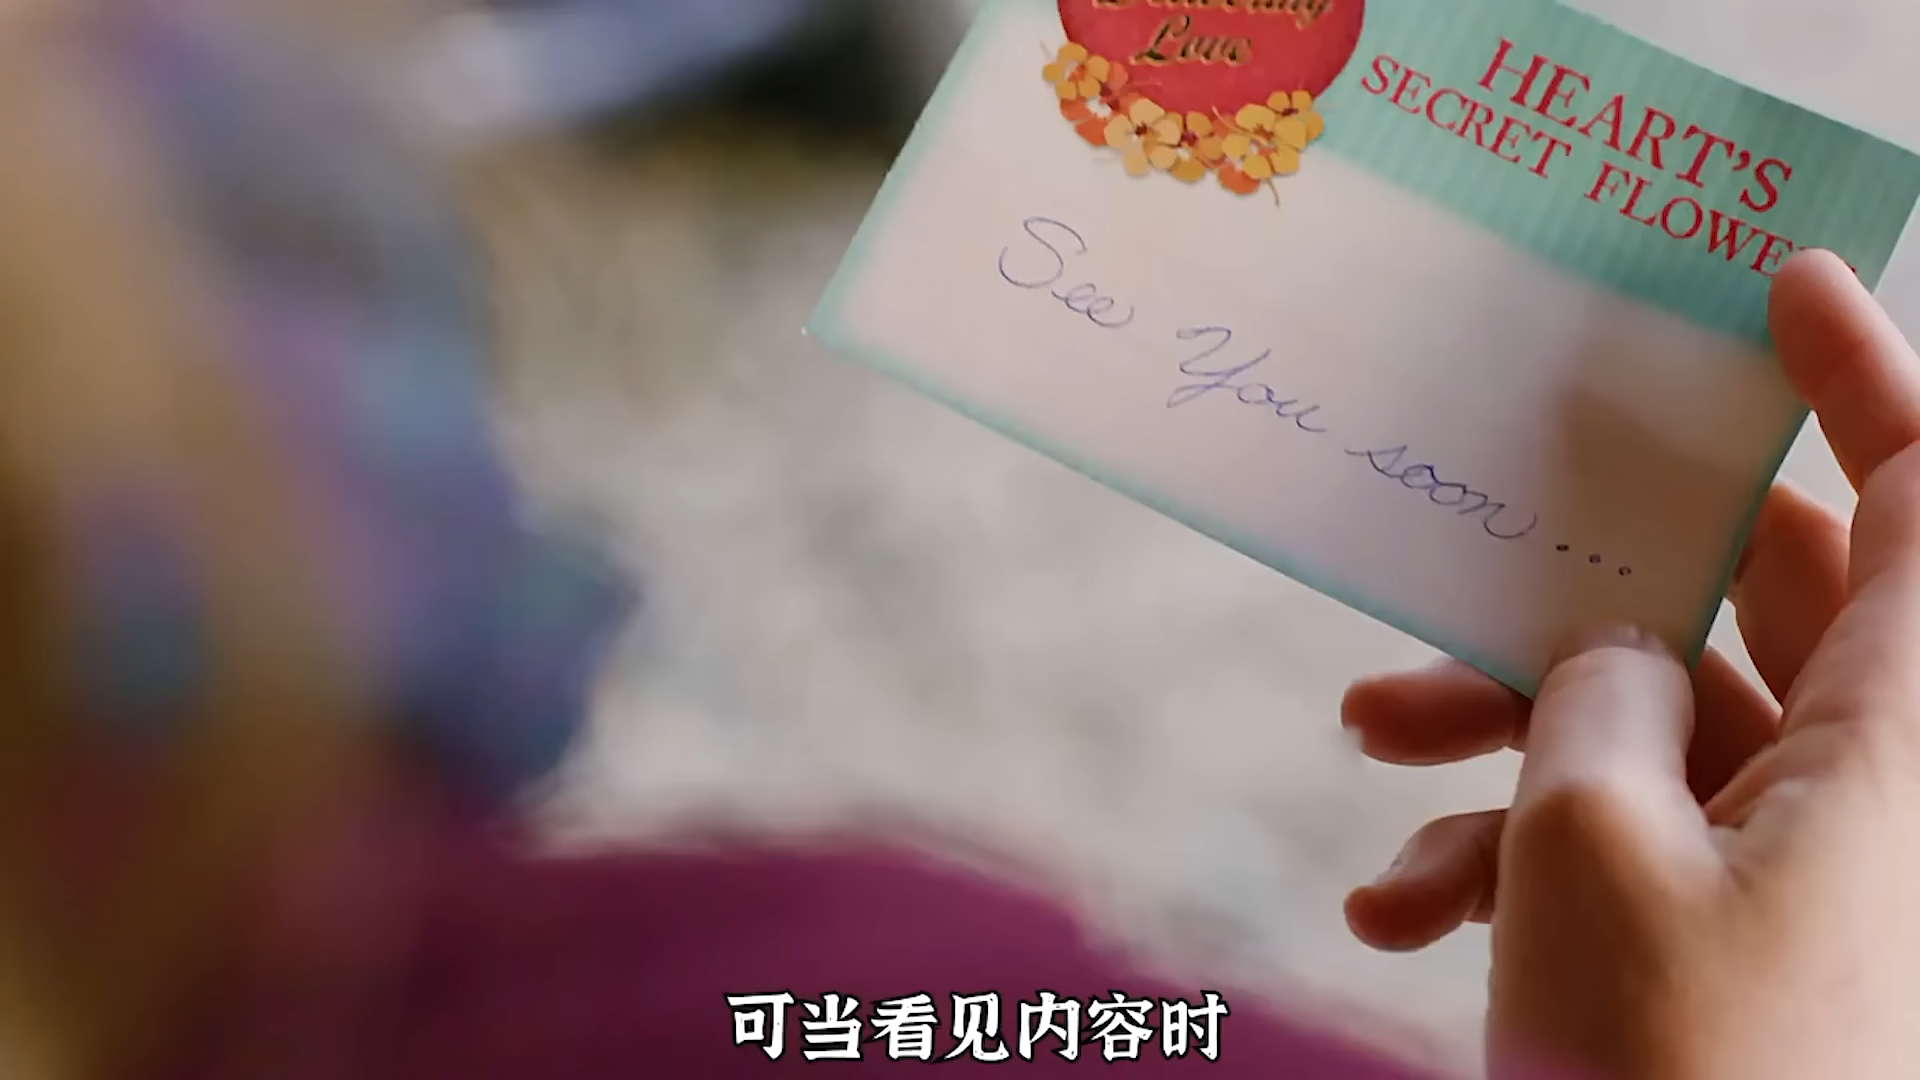 Love
HEART'S
SECRET FLOWE
See You soon...
可当看见内容时